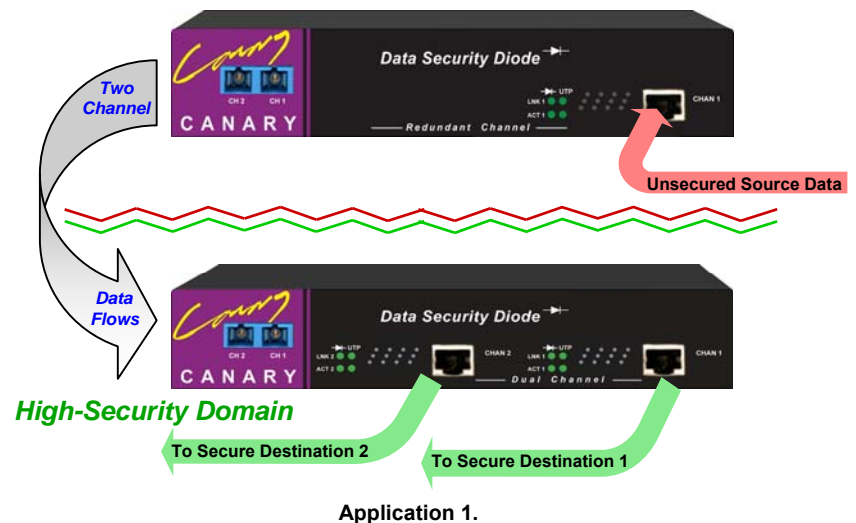 Canary
Data Security Diode
Two
Channel
CH 2 CH 1
UTP
LNK 1
ACT 1
CHAN 1
CANARY
Redundant Channel
Unsecured Source Data
Canary
Data Security Diode
Data
Flows
CH 2 CH 1
UTP
LNK 2
ACT 2
CHAN 2
UTP
LNK 1
ACT 1
CHAN 1
CANARY
Dual Channel
High-Security Domain
To Secure Destination 2
To Secure Destination 1
Application 1.